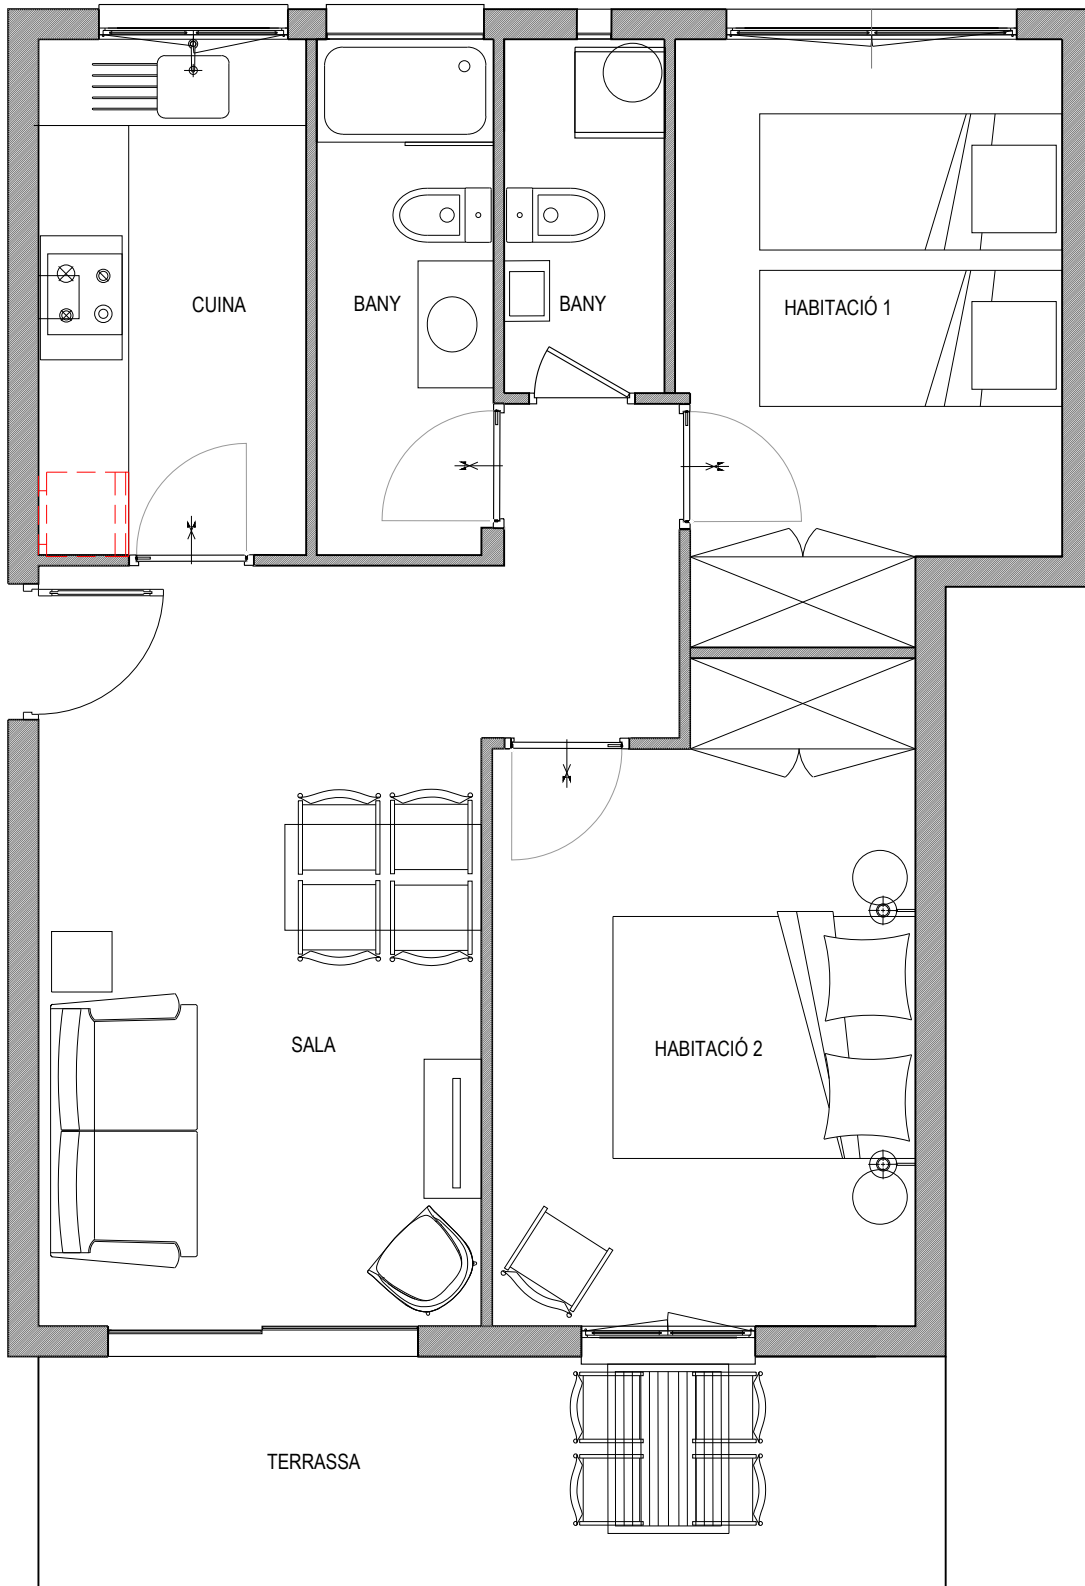 CUINA
BANY
BANY
HABITACIÓ 1
SALA
HABITACIÓ 2
TERRASSA